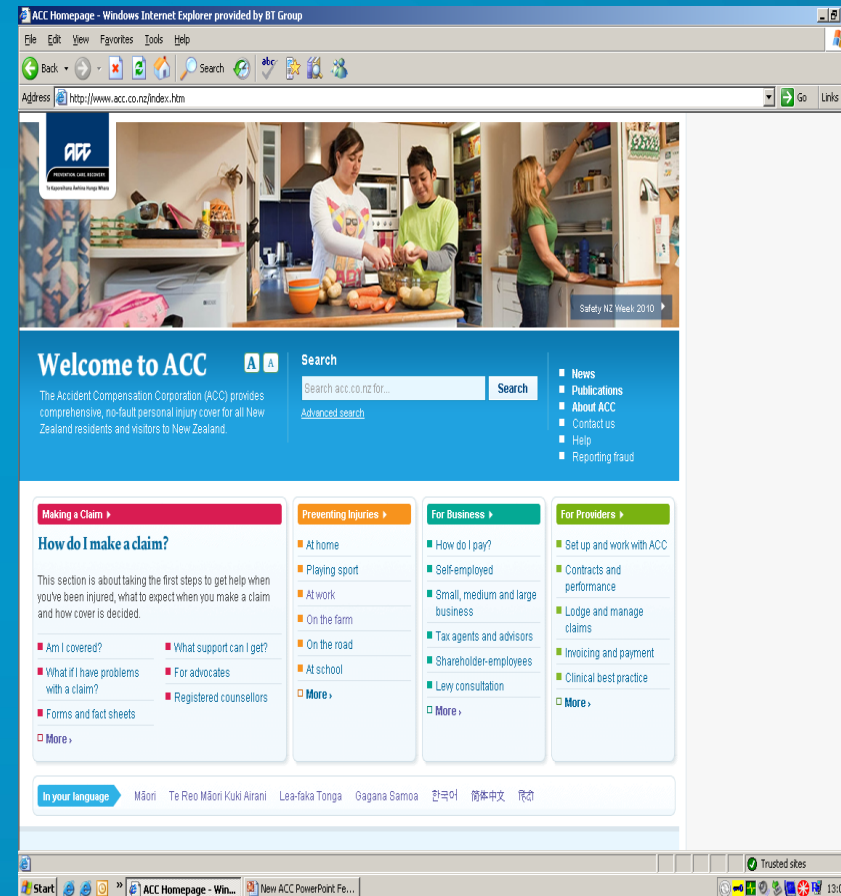 ACC Homepage - Windows Internet Explorer provided by BT Group
File Edit View Favorites Tools Help
Back Search
Address http://www.acc.co.nz/index.htm Go Links
acc
PREVENTION. CARE. RECOVERY.
Te Kaporeihana Awhina Hunga Whara
Safety NZ Week 2010
Welcome to ACC A A
The Accident Compensation Corporation (ACC) provides
comprehensive, no-fault personal injury cover for all New
Zealand residents and visitors to New Zealand.
Search
Search acc.co.nz for... Search
Advanced search
News
Publications
About ACC
Contact us
Help
Reporting fraud
Making a Claim
How do I make a claim?
This section is about taking the first steps to get help when
you've been injured, what to expect when you make a claim
and how cover is decided.
Am I covered?
What if I have problems
with a claim?
Forms and fact sheets
More ›
What support can I get?
For advocates
Registered counsellors
Preventing Injuries
At home
Playing sport
At work
On the farm
On the road
At school
More ›
For Business
How do I pay?
Self-employed
Small, medium and large
business
Tax agents and advisors
Shareholder-employees
Levy consultation
More ›
For Providers
Set up and work with ACC
Contracts and
performance
Lodge and manage
claims
Invoicing and payment
Clinical best practice
More ›
In your language Māori Te Reo Māori Kuki Airani Lea-faka Tonga Gagana Samoa 한국어 简体中文 हिंदी
Trusted sites
Start » ACC Homepage - Win... New ACC PowerPoint Fe...